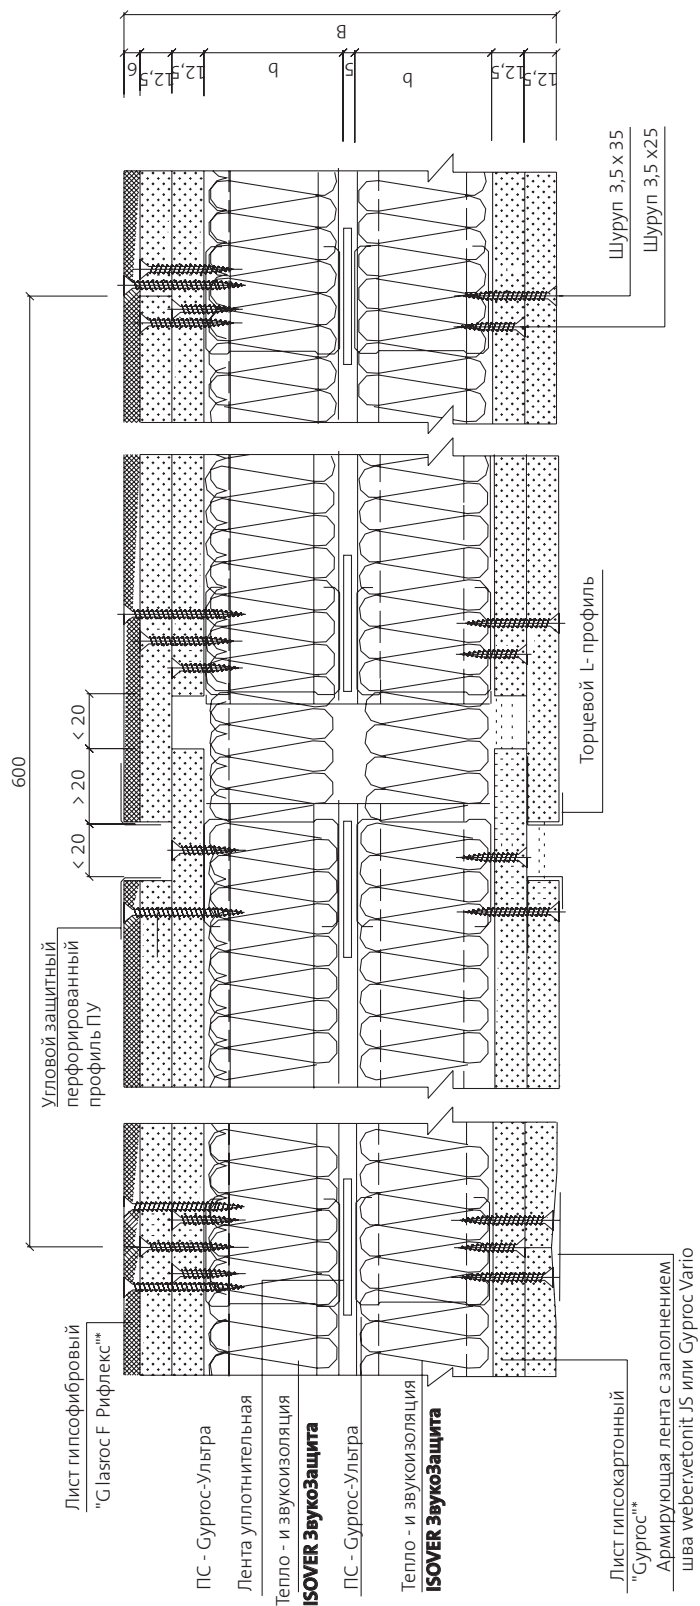 Лист гипсофибровый
"Glasroc F Рифлекс"*
ПС - Gyproc-Ультра
Лента уплотнительная
Тепло - и звукоизоляция
ISOVER ЗвукоЗащита
ПС - Gyproc-Ультра
Тепло - и звукоизоляция
ISOVER ЗвукоЗащита
Лист гипсокартонный
"Gyproc"*
Армирующая лента с заполнением
шва weber.vetonit JS или Gyproc Vario
Угловой защитный
перфорированный
профиль ПУ
600
< 20
> 20
< 20
Торцевой L- профиль
Шуруп 3,5 х 35
Шуруп 3,5 х25
6
12,5
12,5
b
5
b
12,5
12,5
B